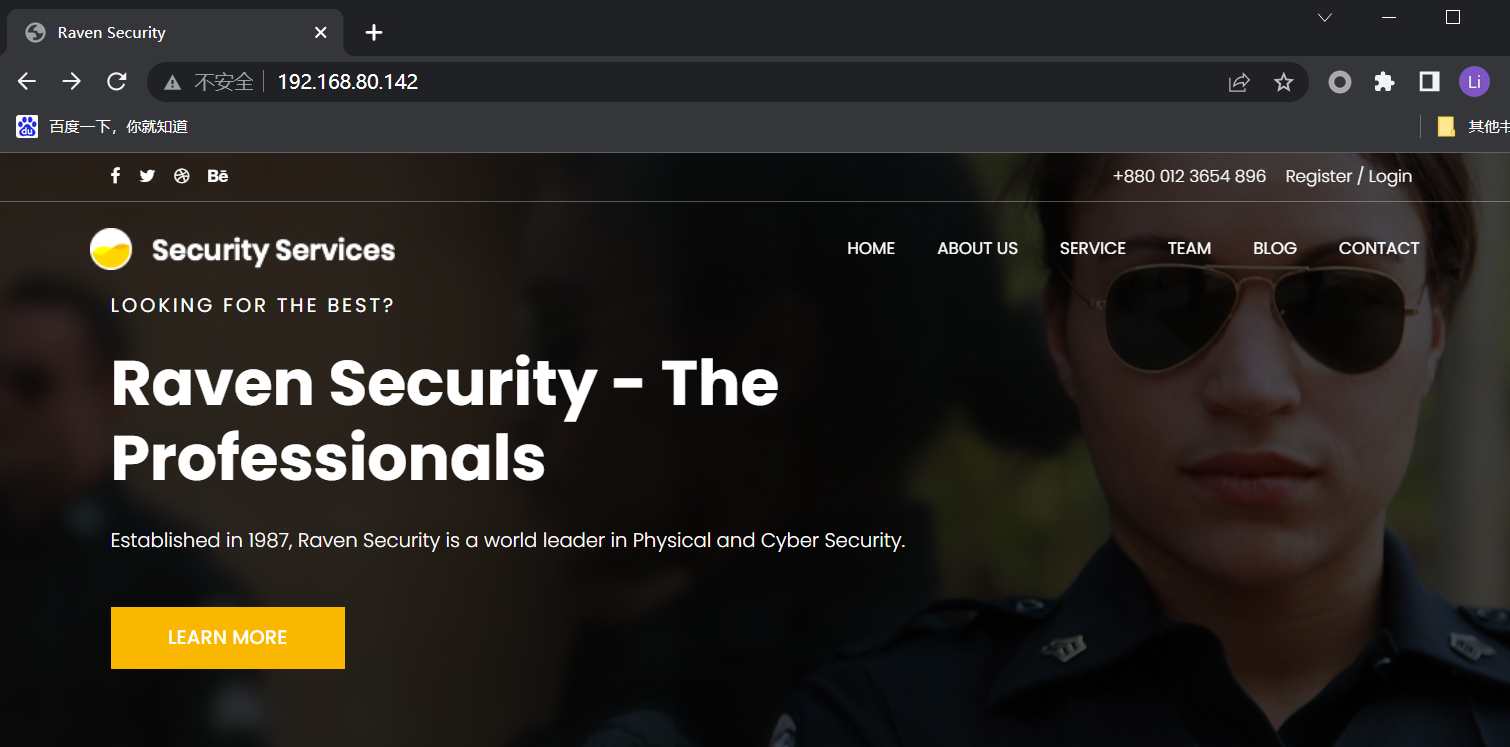 Raven Security
不安全
192.168.80.142
Li
百度一下，你就知道
其他书
+880 012 3654 896
Register / Login
Security Services
HOME
ABOUT US
SERVICE
TEAM
BLOG
CONTACT
LOOKING FOR THE BEST?
Raven Security - The
Professionals
Established in 1987, Raven Security is a world leader in Physical and Cyber Security.
LEARN MORE